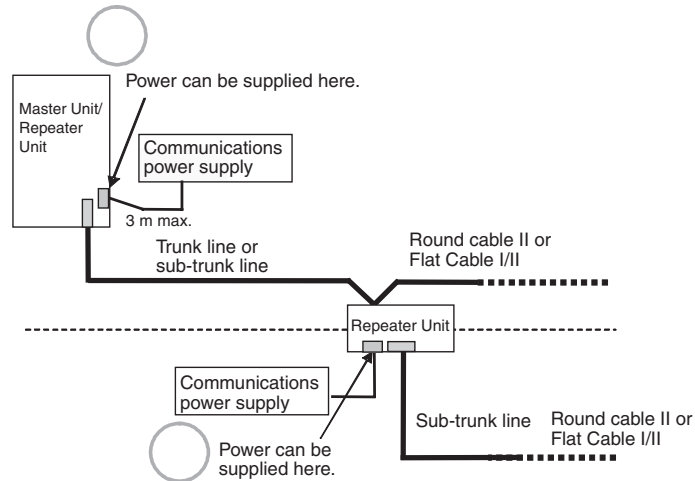 Power can be supplied here.
Master Unit/
Repeater
Unit
Communications
power supply
3 m max.
Trunk line or
sub-trunk line
Round cable II or
Flat Cable I/II
Repeater Unit
Communications
power supply
Sub-trunk line
Round cable II or
Flat Cable I/II
Power can be
supplied here.